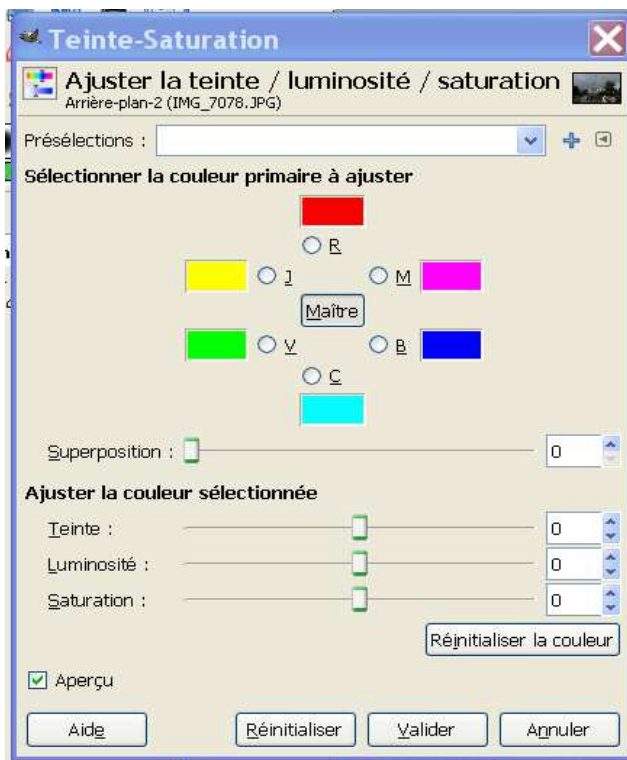 Teinte-Saturation
Ajuster la teinte / luminosité / saturation
Arrière-plan-2 (IMG_7078.JPG)
Présélections :
Sélectionner la couleur primaire à ajuster
R
J M
Maître
V B
C
Superposition : 0
Ajuster la couleur sélectionnée
Teinte : 0
Luminosité : 0
Saturation : 0
Réinitialiser la couleur
Aperçu
Aide Réinitialiser Valider Annuler